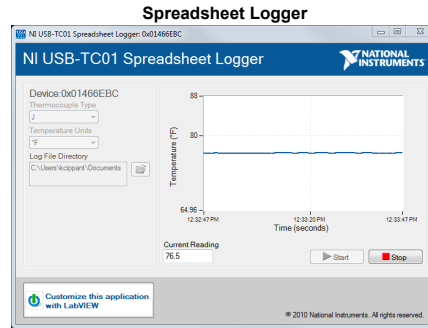 Spreadsheet Logger
NI USB-TC01 Spreadsheet Logger: 0x01466EBC
NI USB-TC01 Spreadsheet Logger
NATIONAL
INSTRUMENTS
Device:0x01466EBC
Thermocouple Type
J
Temperature Units
°F
Log File Directory
C:\Users\kcippant\Documents
Temperature (°F)
88
80
64.96
12:32:47 PM
12:33:20 PM
12:33:47 PM
Time (seconds)
Current Reading
76.5
Start
Stop
Customize this application
with LabVIEW
© 2010 National Instruments. All rights reserved.